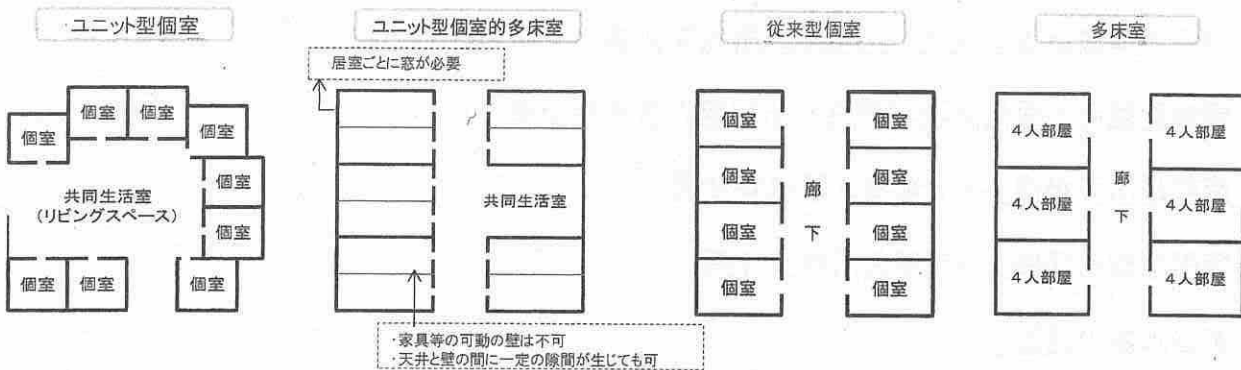 ユニット型個室
個室
個室
個室
個室
個室
個室
共同生活室
(リビングスペース)
個室
個室
個室
ユニット型個室的多床室
居室ごとに窓が必要
共同生活室
・家具等の可動の壁は不可
・天井と壁の間に一定の隙間が生じても可
従来型個室
個室
個室
個室
個室
廊
下
個室
個室
個室
個室
多床室
4人部屋
4人部屋
4人部屋
廊
下
4人部屋
4人部屋
4人部屋